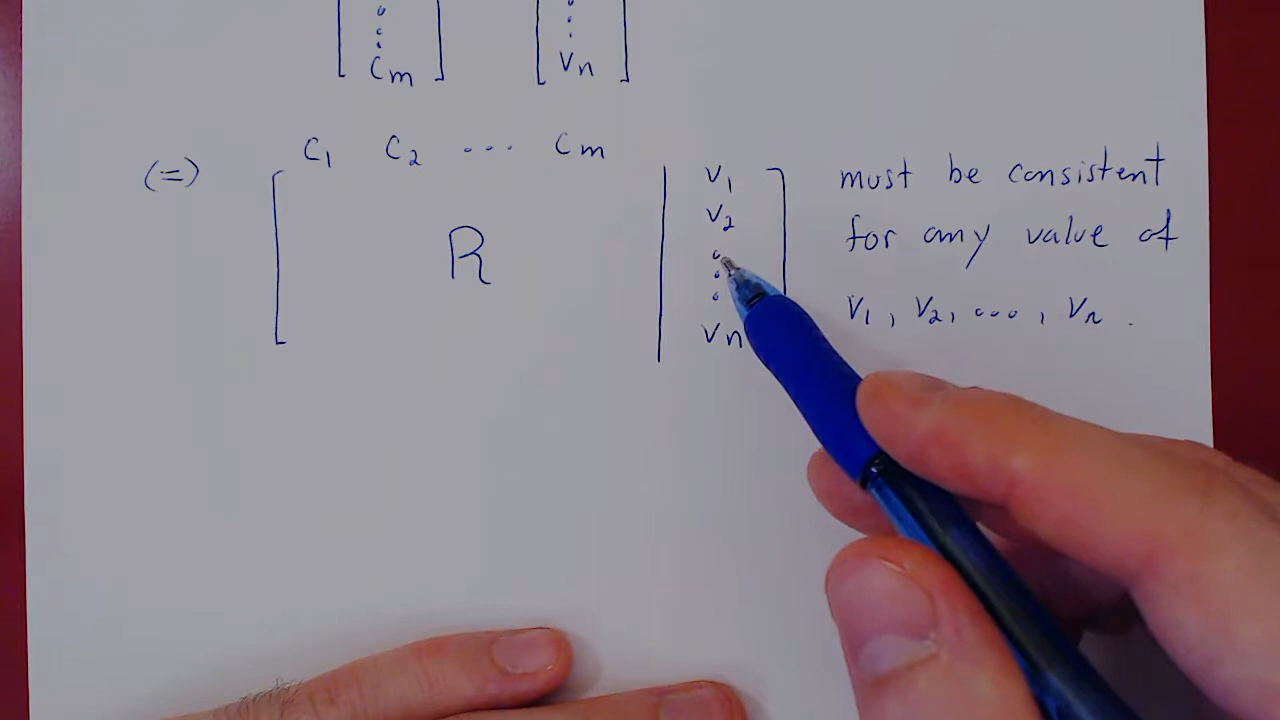 Cm Vn
(=) C1 C2 ... Cm
R | V1 must be consistent
V2 for any value of
Vn V1, V2, ..., Vn.